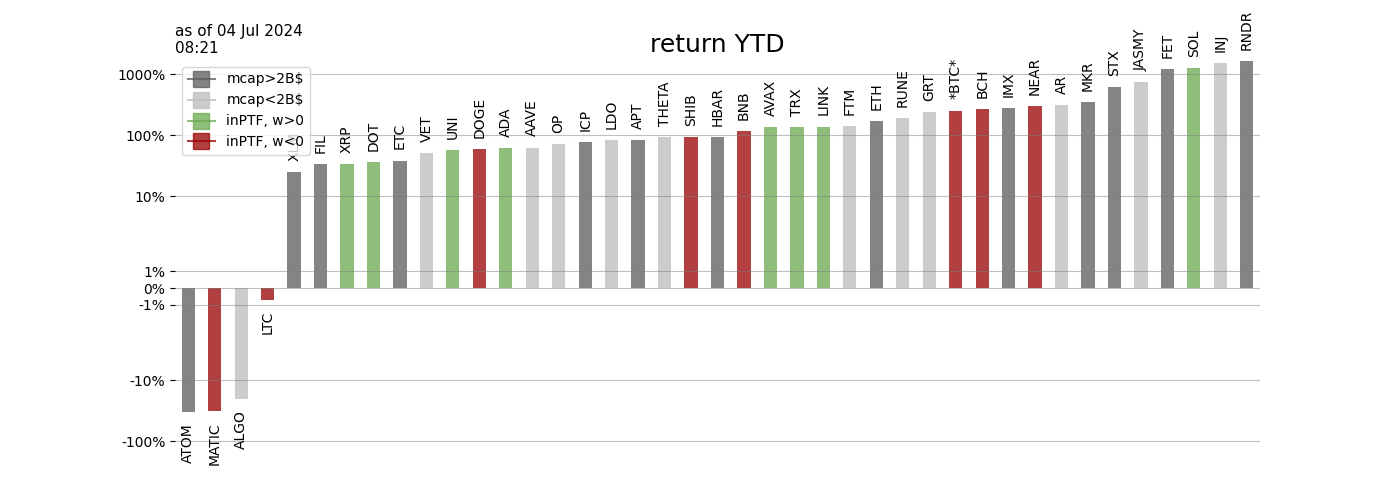 as of 04 Jul 2024
08:21
return YTD
mcap>2B$
mcap<2B$
inPTF, w>0
inPTF, w<0
1000%
100%
10%
1%
0%
-1%
-10%
-100%
ATOM
MATIC
ALGO
LTC
FIL
XRP
DOT
ETC
VET
UNI
DOGE
ADA
AAVE
OP
ICP
LDO
APT
THETA
SHIB
HBAR
BNB
AVAX
TRX
LINK
FTM
ETH
RUNE
GRT
*BTC*
BCH
IMX
NEAR
AR
MKR
STX
JASMY
FET
SOL
INJ
RNDR